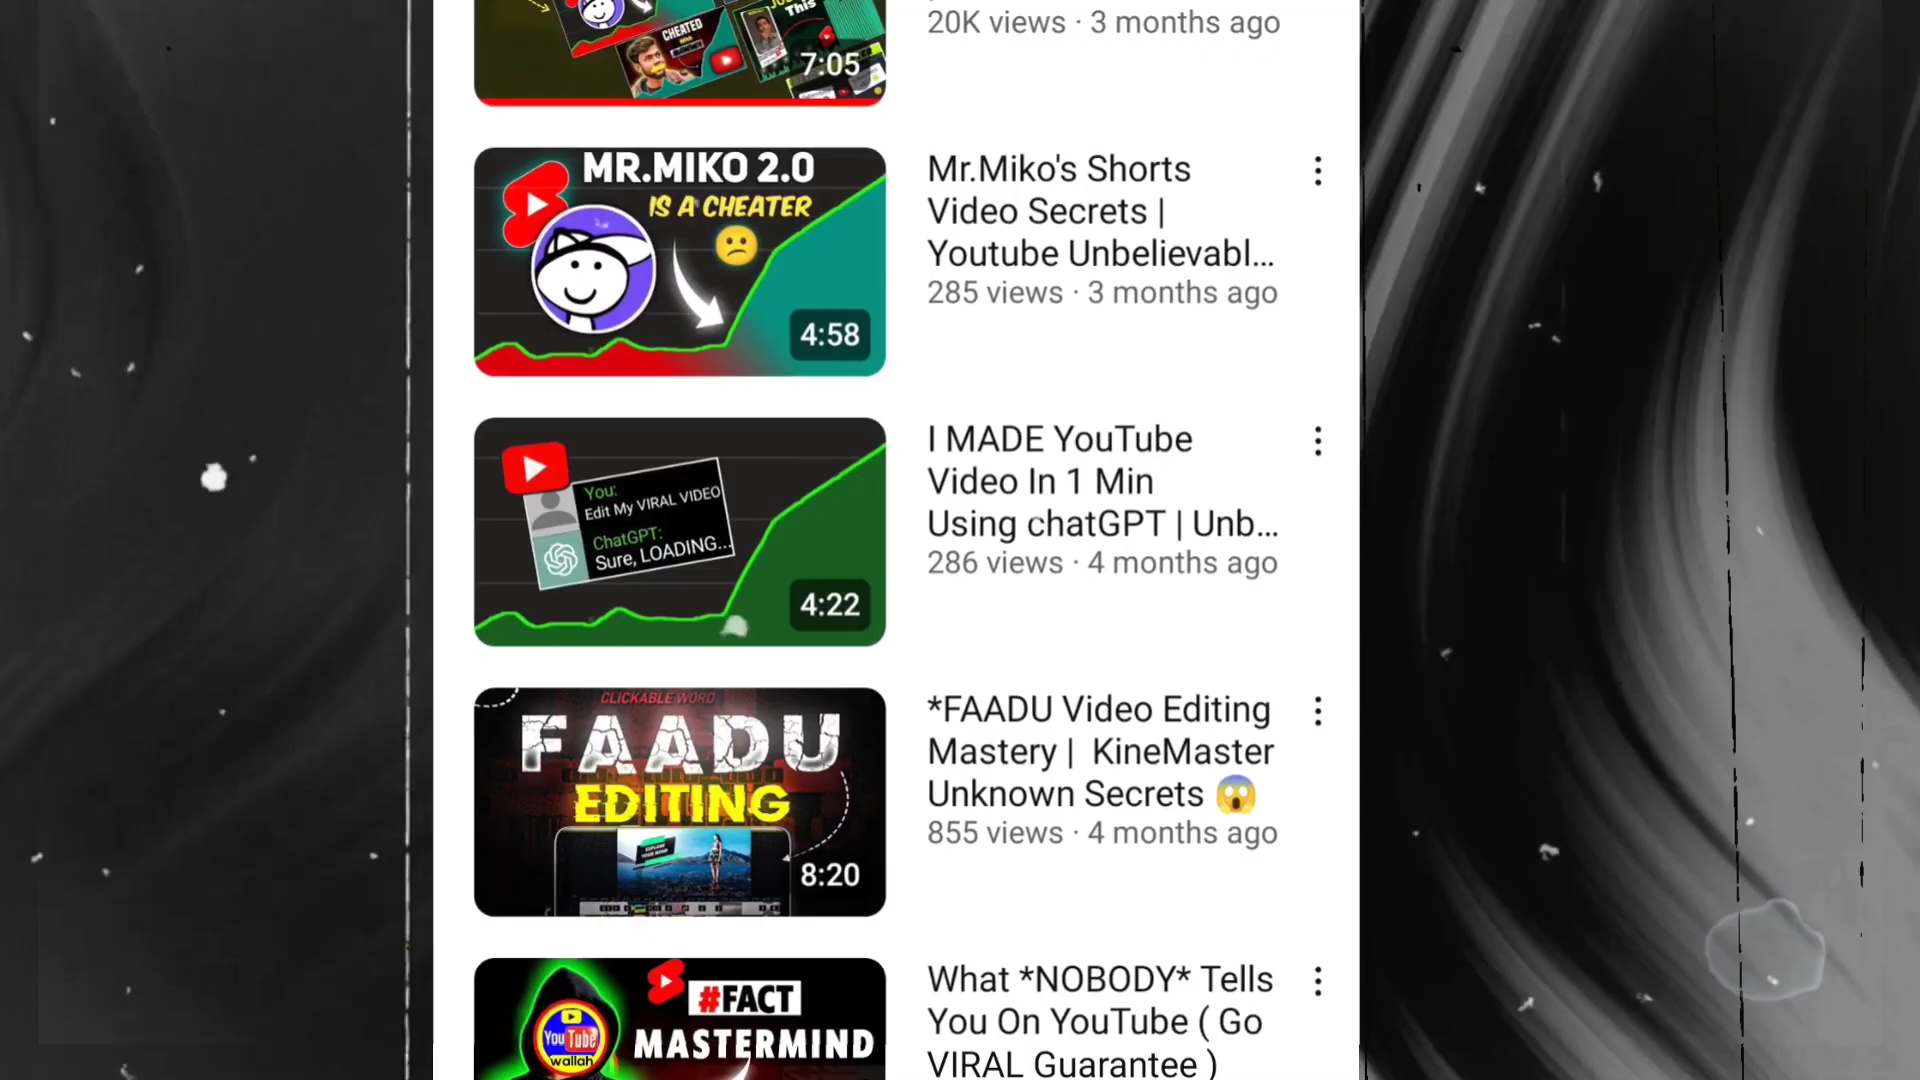 CHEATED
This
7:05
20K views · 3 months ago
MR.MIKO 2.0
IS A CHEATER
4:58
Mr.Miko's Shorts
Video Secrets |
Youtube Unbelievabl...
285 views · 3 months ago
You:
Edit My VIRAL VIDEO
ChatGPT:
Sure, LOADING...
4:22
I MADE YouTube
Video In 1 Min
Using chatGPT | Unb...
286 views · 4 months ago
CLICKABLE WORD
FAADU
EDITING
8:20
*FAADU Video Editing
Mastery | KineMaster
Unknown Secrets 😱
855 views · 4 months ago
#FACT
MASTERMIND
YouTube
wallah
What *NOBODY* Tells
You On YouTube ( Go
VIRAL Guarantee )